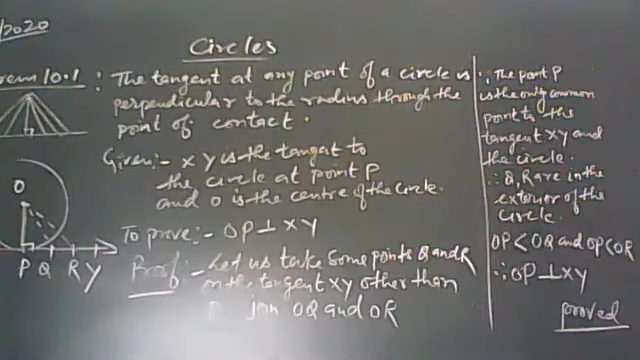 /2020
Circles
rem 10.1 : The tangent at any point of a circle is
perpendicular to the radius through the
point of contact.
Given:- XY is the tangat to
the circle at point P
and O is the centre of the circle.
To prove:- OP ⊥ XY
Proof:- Let us take some points Q and R
on the tangent XY other than
P join OQ and OR
O
P Q R Y
∵ The point P
is the only common
point to the
tangent XY and
the circle.
∴ Q, R are in the
exterior of the
circle.
OP < OQ and OP < OR
∴ OP ⊥ XY
proved